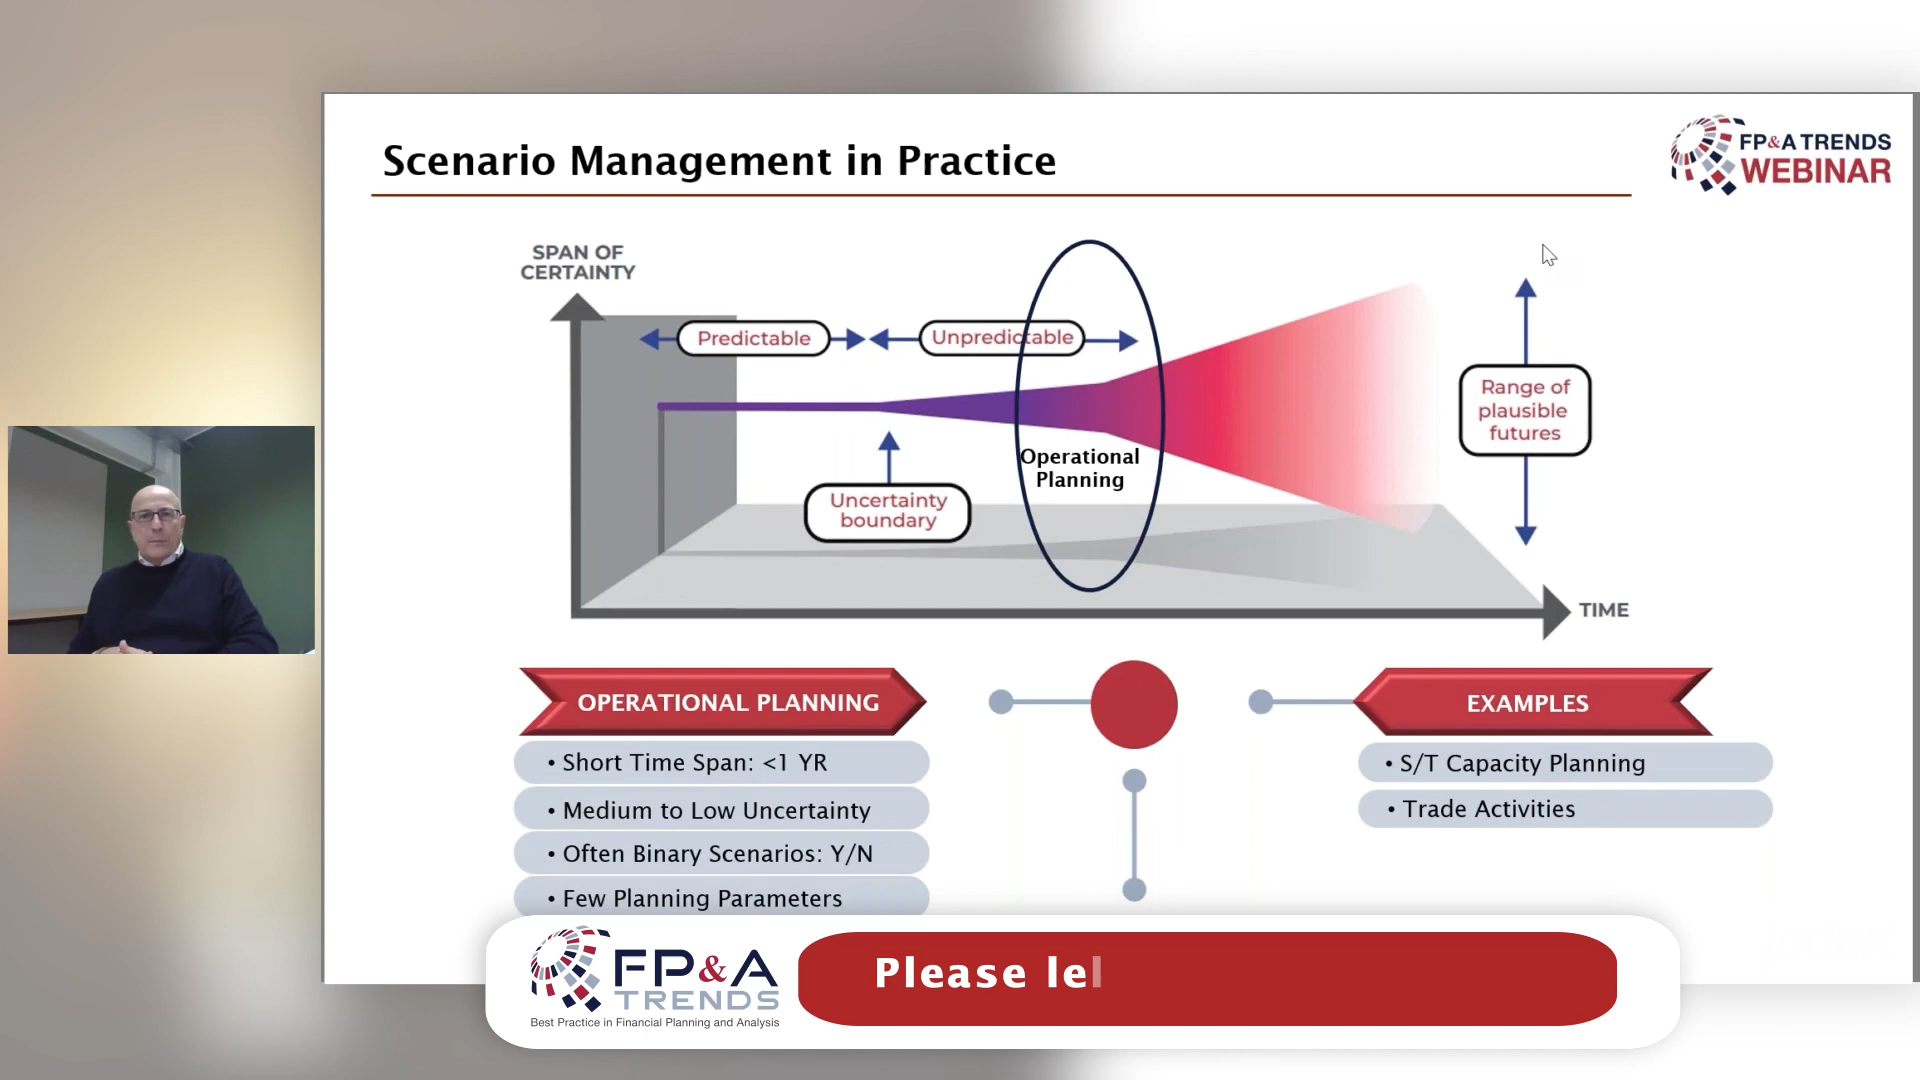 Scenario Management in Practice
FP&A TRENDS
WEBINAR
SPAN OF
CERTAINTY
Predictable
Unpredictable
Range of
plausible
futures
Operational
Planning
Uncertainty
boundary
TIME
OPERATIONAL PLANNING
• Short Time Span: <1 YR
• Medium to Low Uncertainty
• Often Binary Scenarios: Y/N
• Few Planning Parameters
EXAMPLES
• S/T Capacity Planning
• Trade Activities
FP&A
TRENDS
Best Practice in Financial Planning and Analysis
Please lel